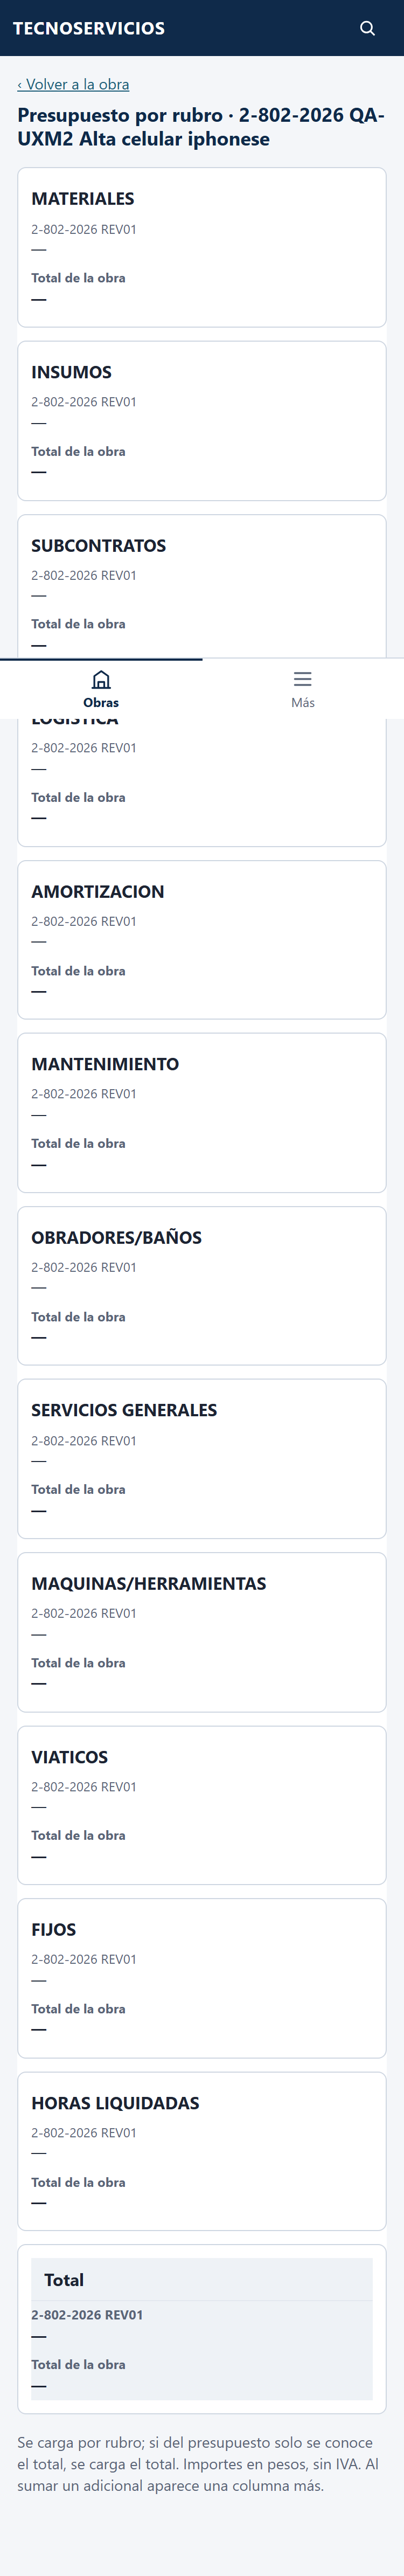 TECNOSERVICIOS
‹ Volver a la obra
Presupuesto por rubro · 2-802-2026 QA-
UXM2 Alta celular iphonese
MATERIALES
2-802-2026 REV01
—
Total de la obra
—
INSUMOS
2-802-2026 REV01
—
Total de la obra
—
SUBCONTRATOS
2-802-2026 REV01
—
Total de la obra
—
Obras
Más
LOGISTICA
2-802-2026 REV01
—
Total de la obra
—
AMORTIZACION
2-802-2026 REV01
—
Total de la obra
—
MANTENIMIENTO
2-802-2026 REV01
—
Total de la obra
—
OBRADORES/BAÑOS
2-802-2026 REV01
—
Total de la obra
—
SERVICIOS GENERALES
2-802-2026 REV01
—
Total de la obra
—
MAQUINAS/HERRAMIENTAS
2-802-2026 REV01
—
Total de la obra
—
VIATICOS
2-802-2026 REV01
—
Total de la obra
—
FIJOS
2-802-2026 REV01
—
Total de la obra
—
HORAS LIQUIDADAS
2-802-2026 REV01
—
Total de la obra
—
Total
2-802-2026 REV01
—
Total de la obra
—
Se carga por rubro; si del presupuesto solo se conoce
el total, se carga el total. Importes en pesos, sin IVA. Al
sumar un adicional aparece una columna más.